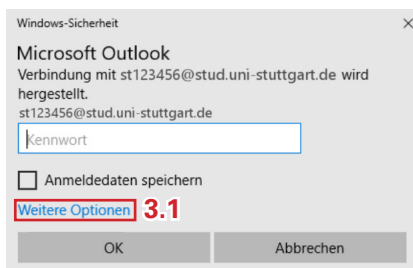 Windows-Sicherheit
Microsoft Outlook
Verbindung mit st123456@stud.uni-stuttgart.de wird
hergestellt.
st123456@stud.uni-stuttgart.de
Kennwort
Anmeldedaten speichern
Weitere Optionen 3.1
OK Abbrechen